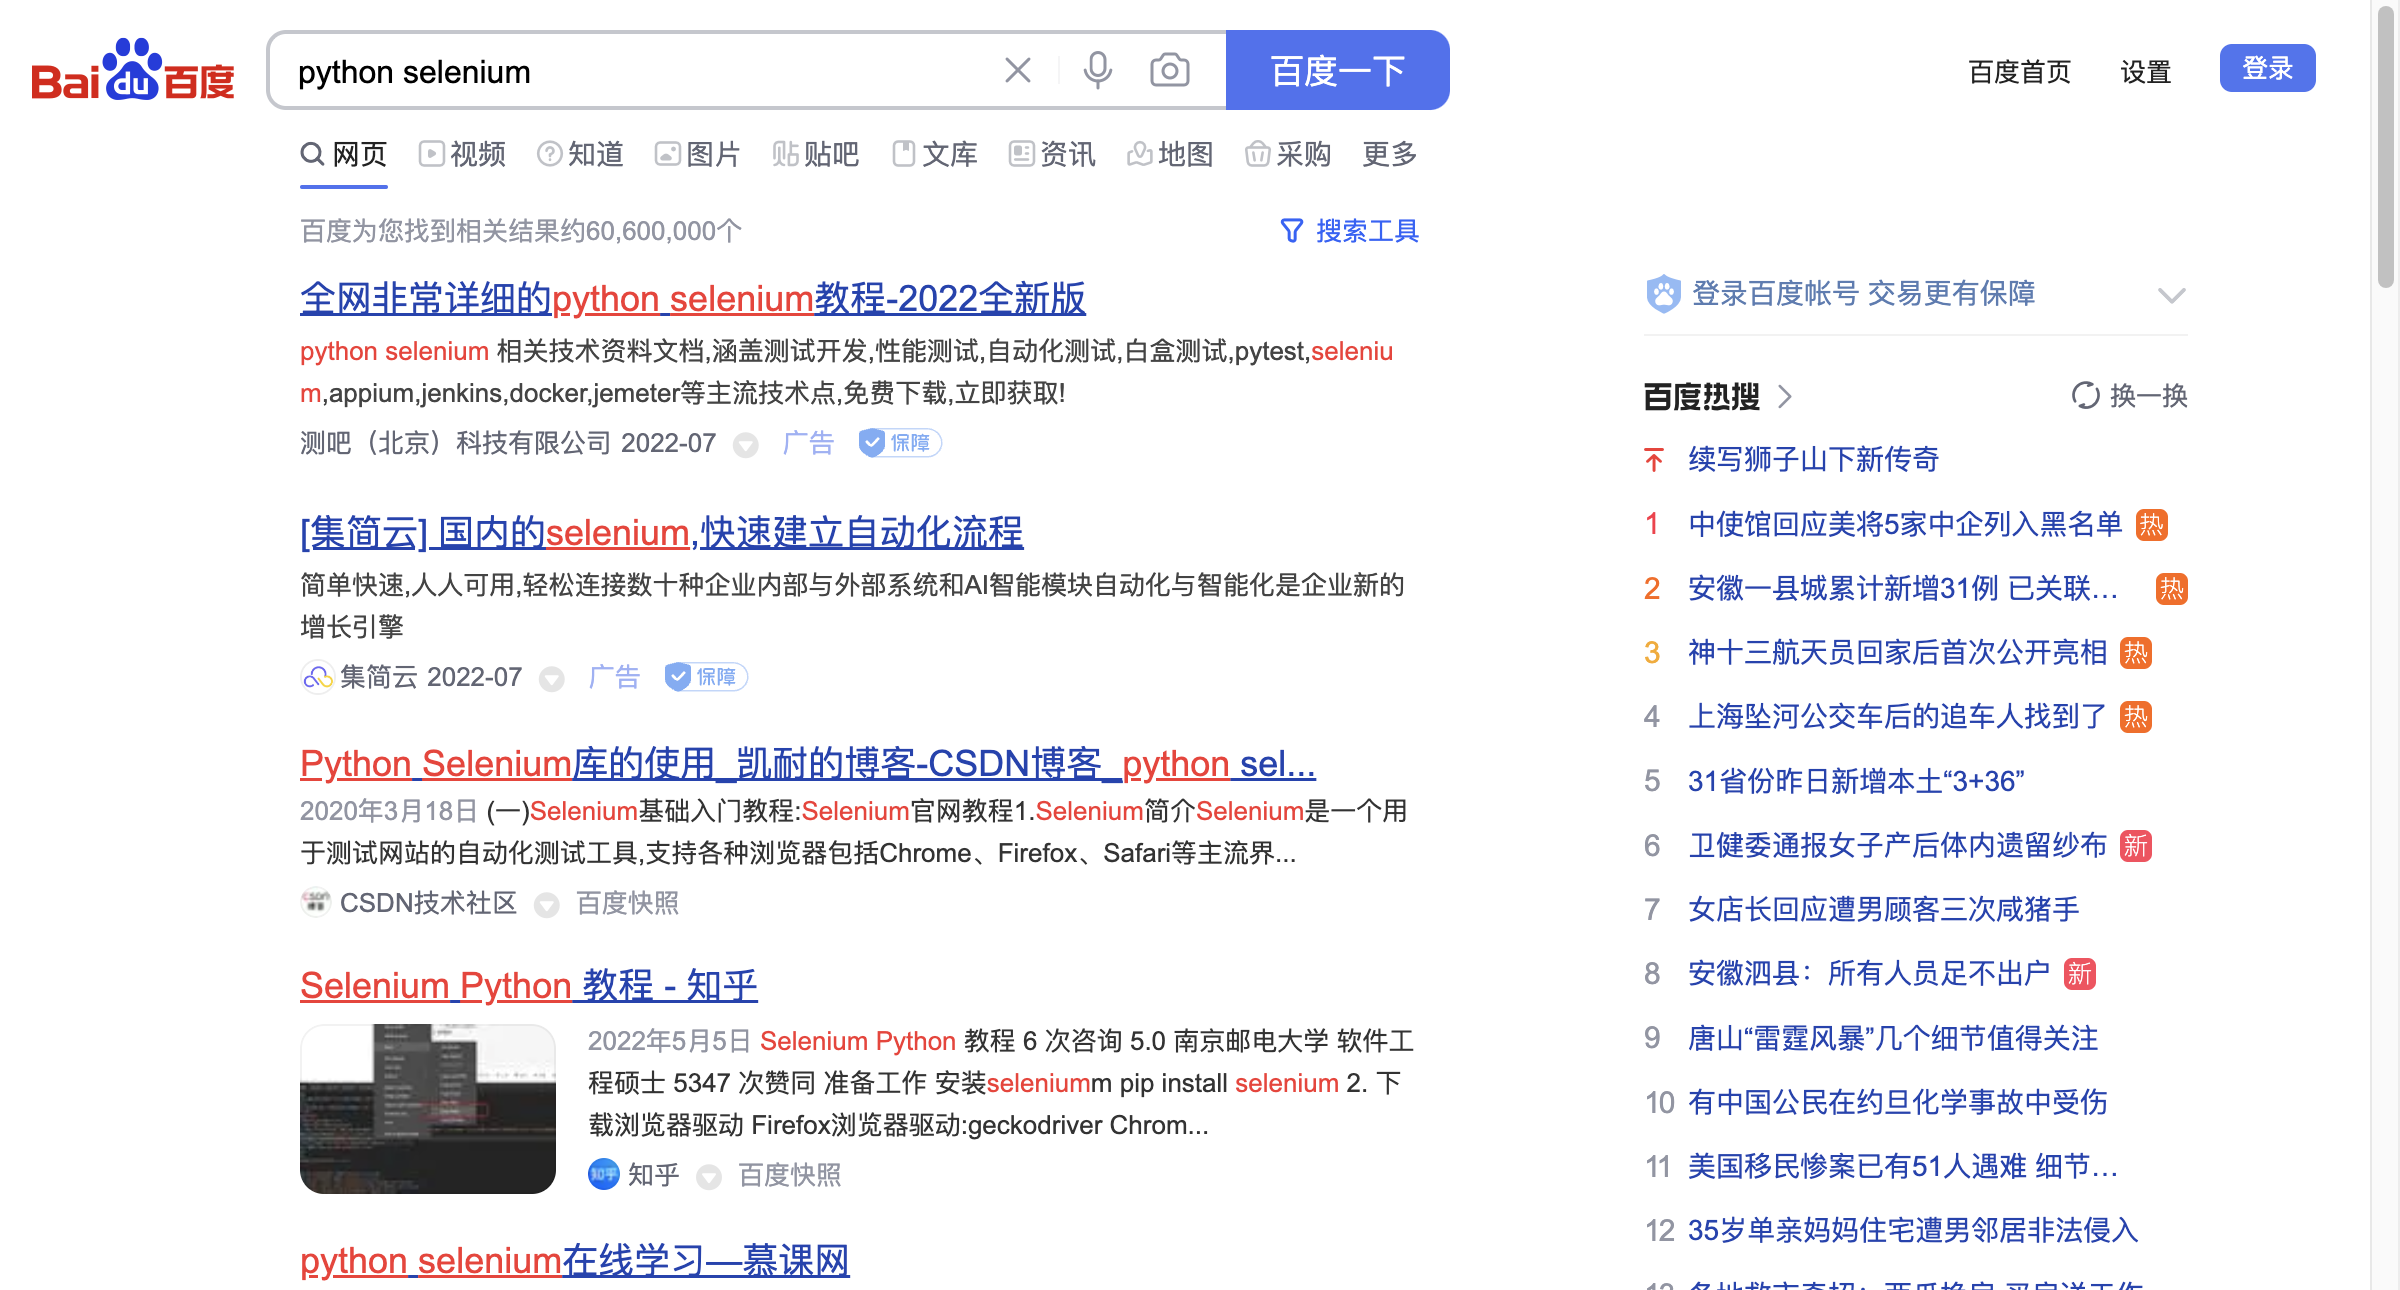 Baidu百度
python selenium
百度一下
百度首页 设置 登录
网页 视频 知道 图片 贴吧 文库 资讯 地图 采购 更多
百度为您找到相关结果约60,600,000个
搜索工具
全网非常详细的python selenium教程-2022全新版
python selenium 相关技术资料文档,涵盖测试开发,性能测试,自动化测试,白盒测试,pytest,seleniu
m,appium,jenkins,docker,jemeter等主流技术点,免费下载,立即获取!
测吧（北京）科技有限公司 2022-07 广告 保障
[集简云] 国内的selenium,快速建立自动化流程
简单快速,人人可用,轻松连接数十种企业内部与外部系统和AI智能模块自动化与智能化是企业新的
增长引擎
集简云 2022-07 广告 保障
Python Selenium库的使用_凯耐的博客-CSDN博客_python sel...
2020年3月18日 (一)Selenium基础入门教程:Selenium官网教程1.Selenium简介Selenium是一个用
于测试网站的自动化测试工具,支持各种浏览器包括Chrome、Firefox、Safari等主流界...
CSDN技术社区 百度快照
Selenium Python 教程 - 知乎
2022年5月5日 Selenium Python 教程 6 次咨询 5.0 南京邮电大学 软件工
程硕士 5347 次赞同 准备工作 安装seleniumm pip install selenium 2. 下
载浏览器驱动 Firefox浏览器驱动:geckodriver Chrom...
知乎 知乎 百度快照
python selenium在线学习—慕课网
登录百度帐号 交易更有保障
百度热搜
换一换
续写狮子山下新传奇
1 中使馆回应美将5家中企列入黑名单 热
2 安徽一县城累计新增31例 已关联... 热
3 神十三航天员回家后首次公开亮相 热
4 上海坠河公交车后的追车人找到了 热
5 31省份昨日新增本土“3+36”
6 卫健委通报女子产后体内遗留纱布 新
7 女店长回应遭男顾客三次咸猪手
8 安徽泗县：所有人员足不出户 新
9 唐山“雷霆风暴”几个细节值得关注
10 有中国公民在约旦化学事故中受伤
11 美国移民惨案已有51人遇难 细节...
12 35岁单亲妈妈住宅遭男邻居非法侵入